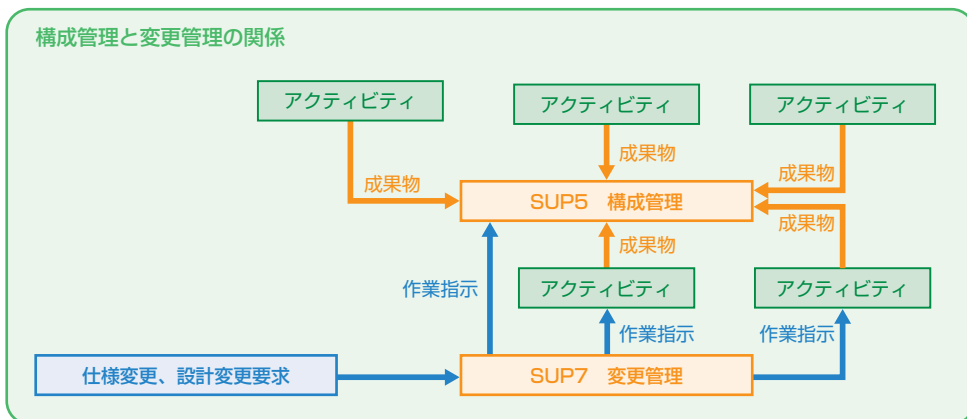 構成管理と変更管理の関係
アクティビティ
アクティビティ
アクティビティ
成果物
成果物
成果物
SUP5 構成管理
成果物
成果物
作業指示
アクティビティ
アクティビティ
作業指示
作業指示
仕様変更、設計変更要求
SUP7 変更管理